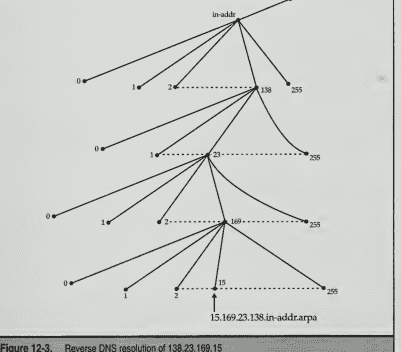 in-addr
0 1 2 138 255
0 1 23 255
0 1 2 169 255
0 1 2 15 255
15.169.23.138.in-addr.arpa
Figure 12-3. Reverse DNS resolution of 138.23.169.15